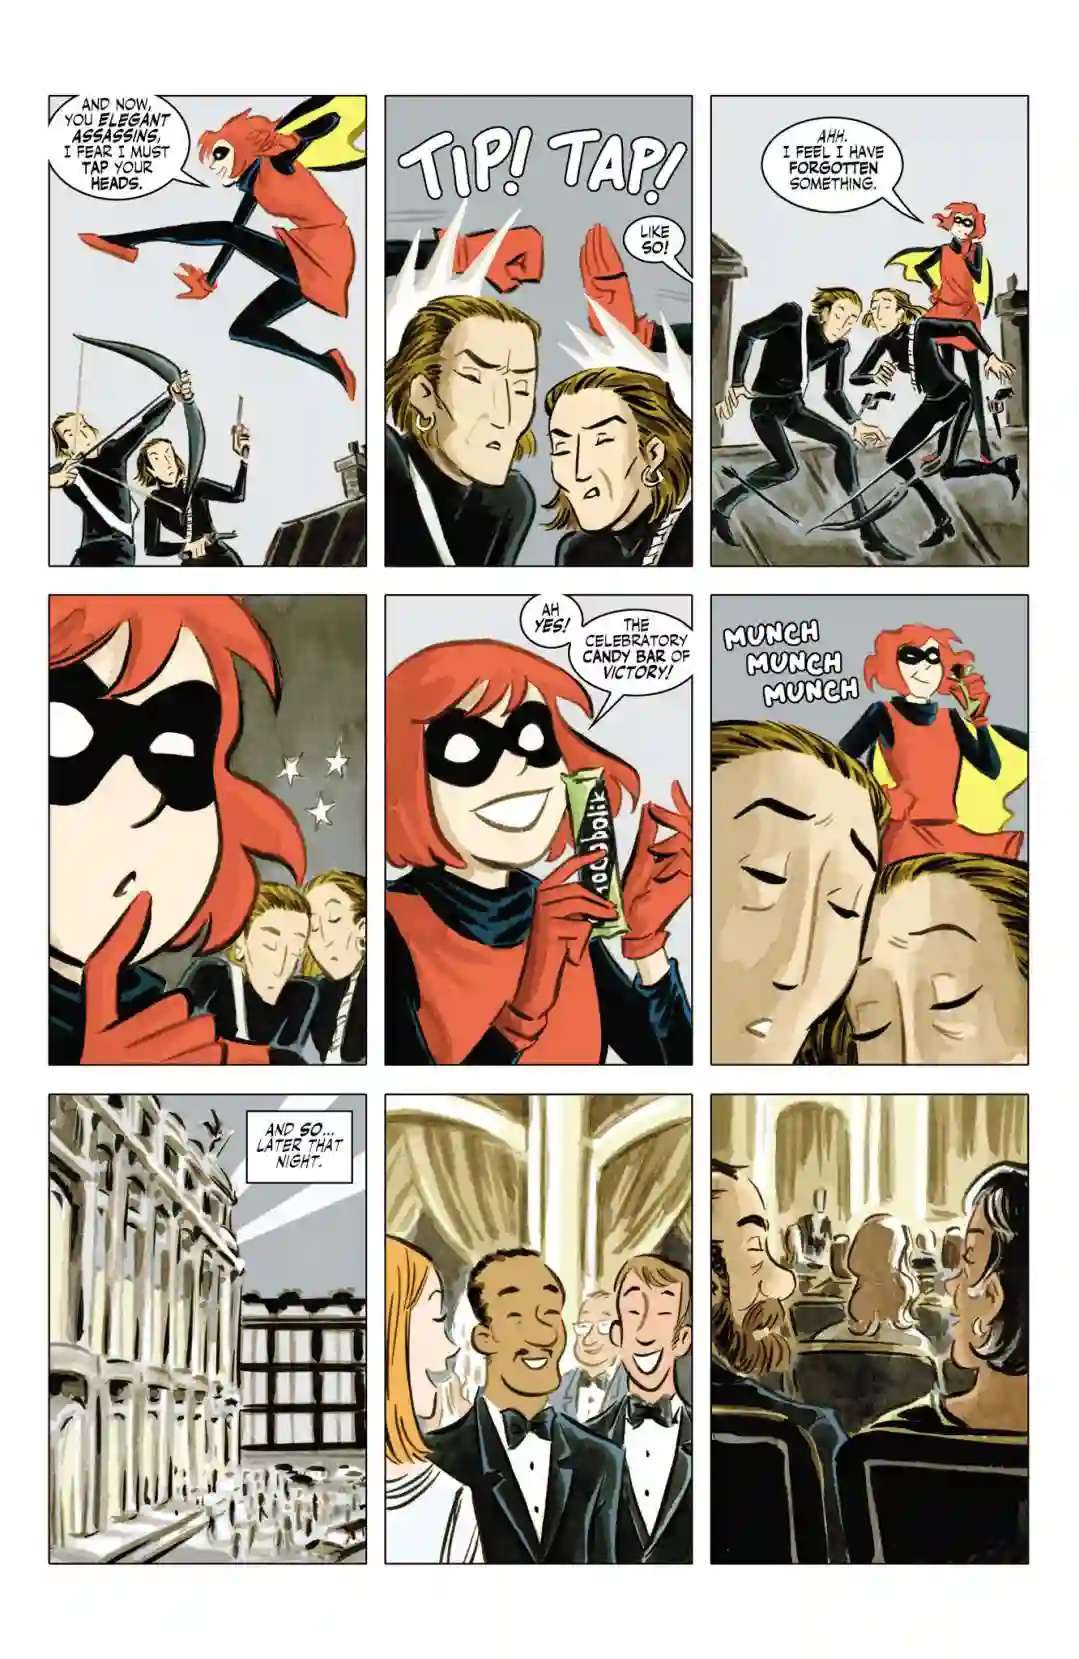 AND NOW,
YOU ELEGANT
ASSASSINS,
I FEAR I MUST
TAP YOUR
HEADS.
TIP! TAP!
LIKE
SO!
AHH.
I FEEL I HAVE
FORGOTTEN
SOMETHING.
AH
YES!
THE
CELEBRATORY
CANDY BAR OF
VICTORY!
MUNCH
MUNCH
MUNCH
AND SO...
LATER THAT
NIGHT.